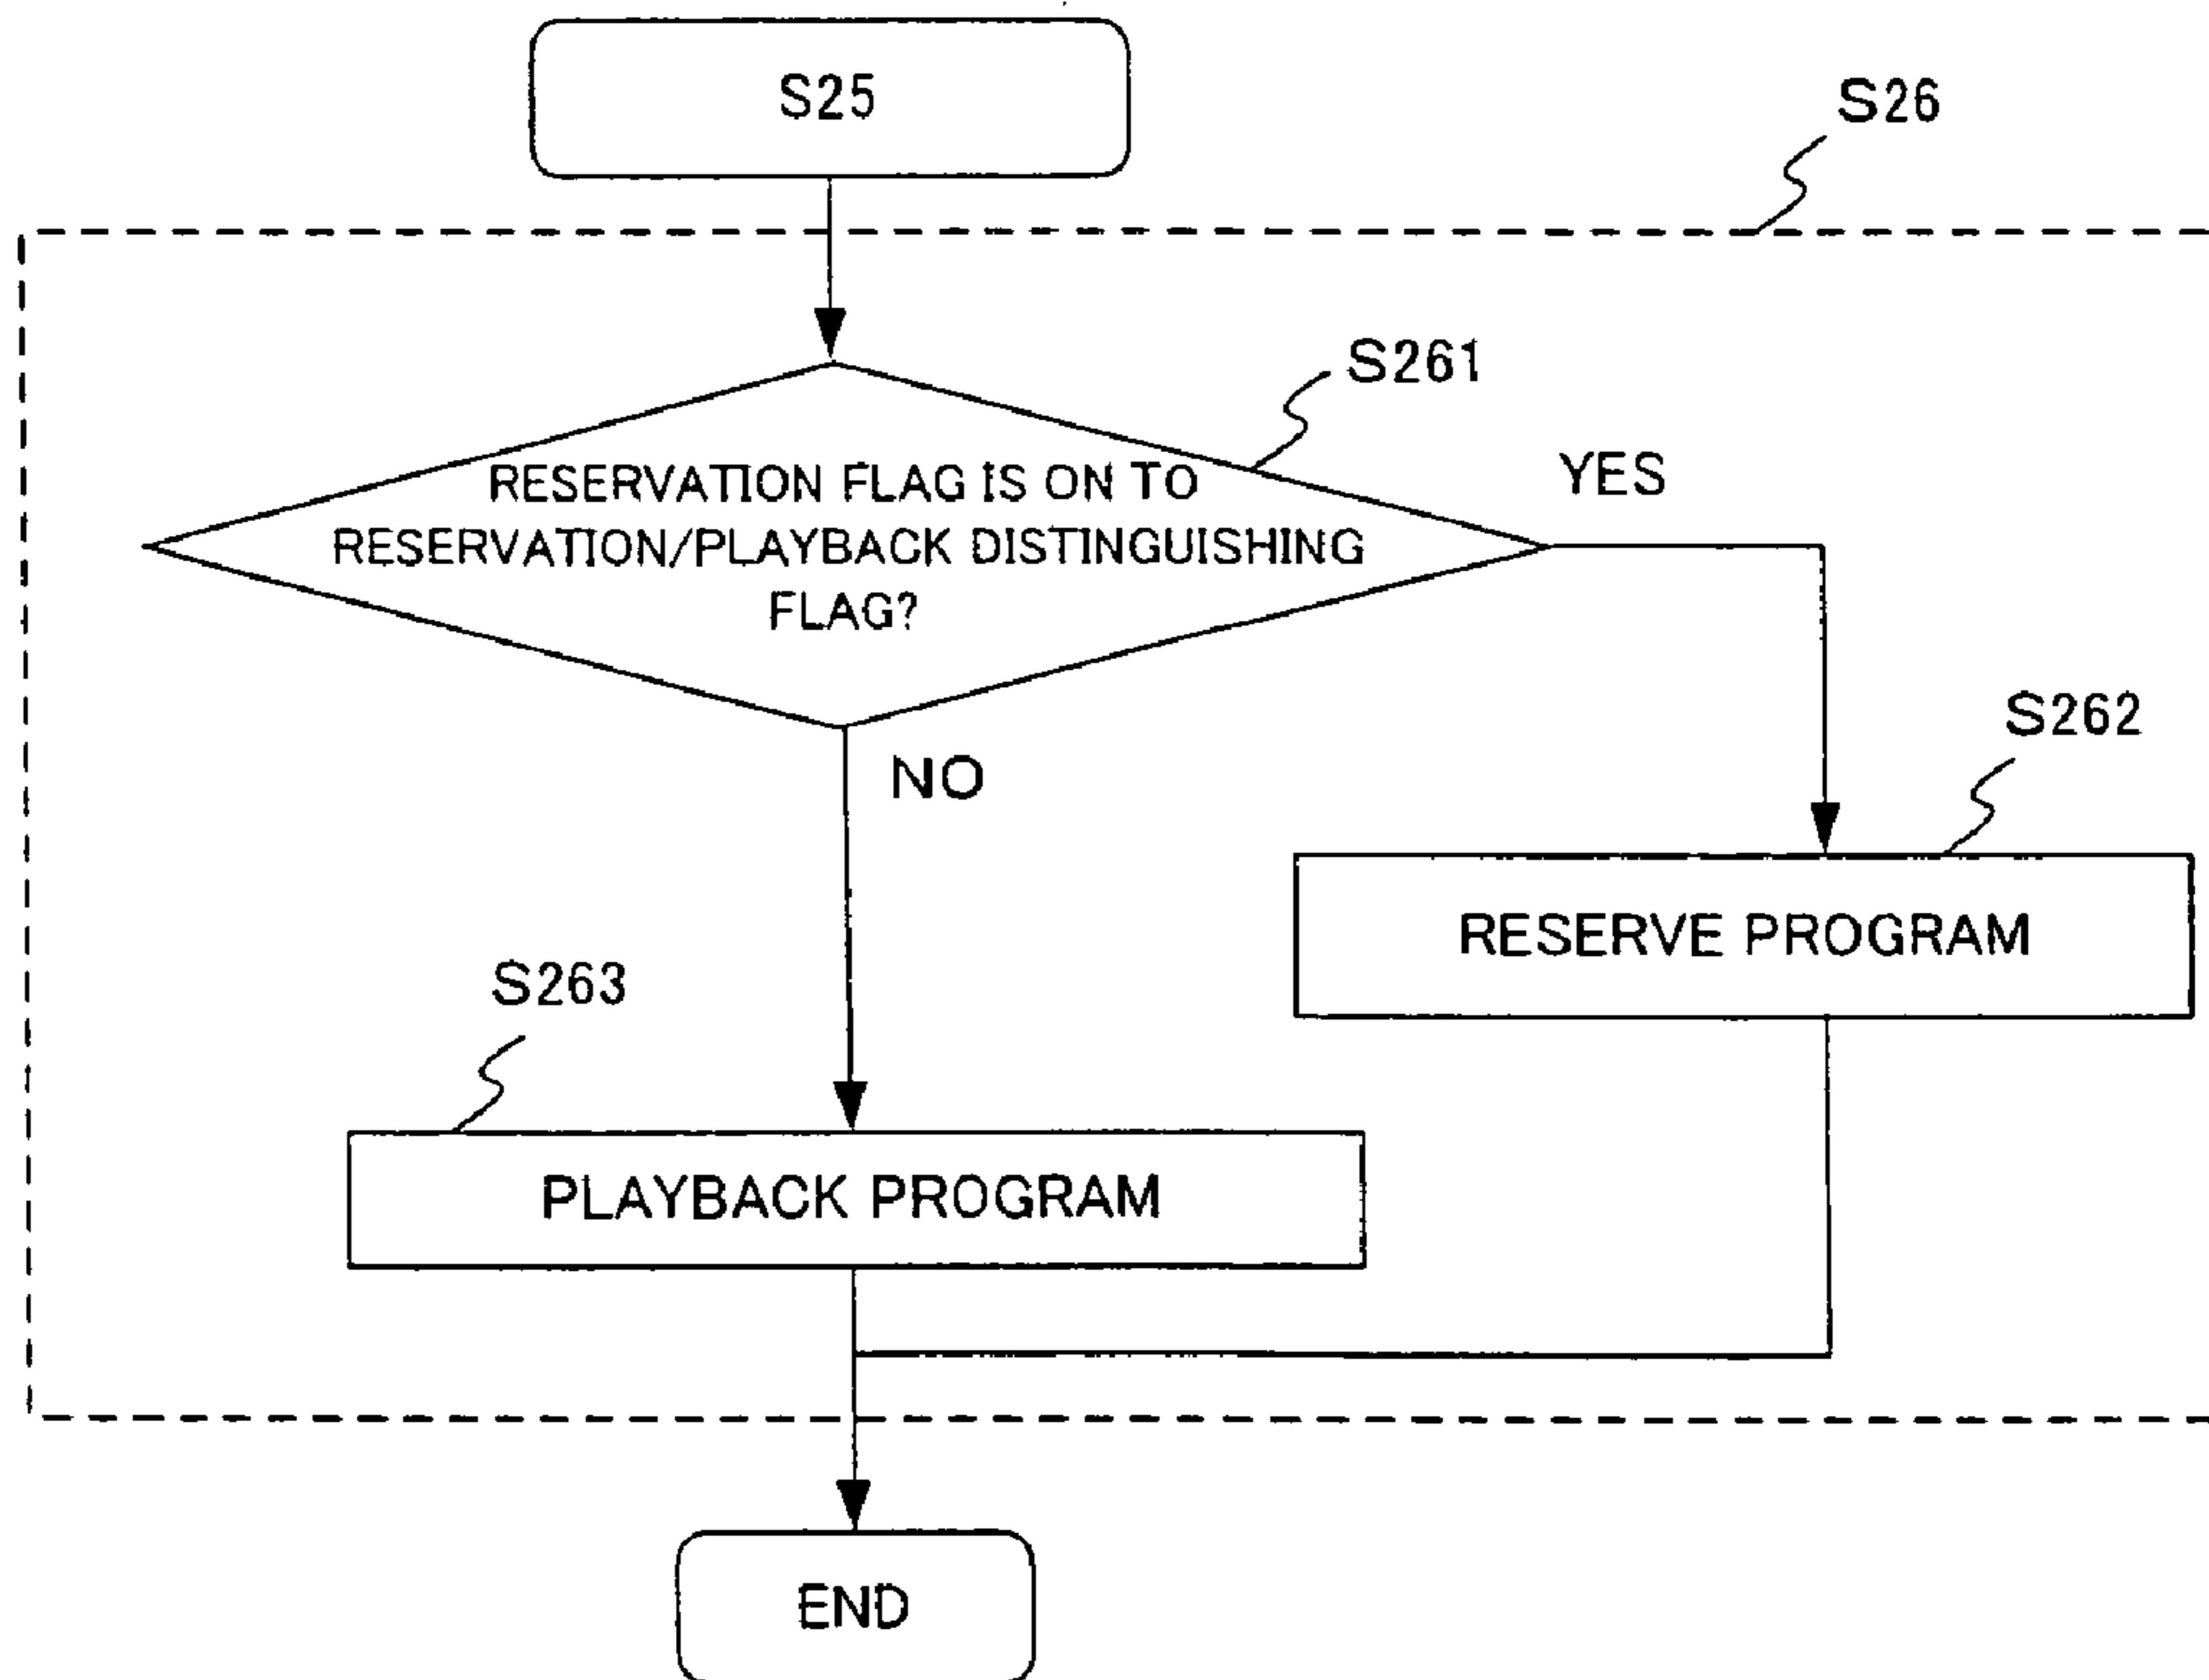 S25
S26
S261
RESERVATION FLAG IS ON TO
RESERVATION/PLAYBACK DISTINGUISHING
FLAG?
YES
NO
S262
RESERVE PROGRAM
S263
PLAYBACK PROGRAM
END